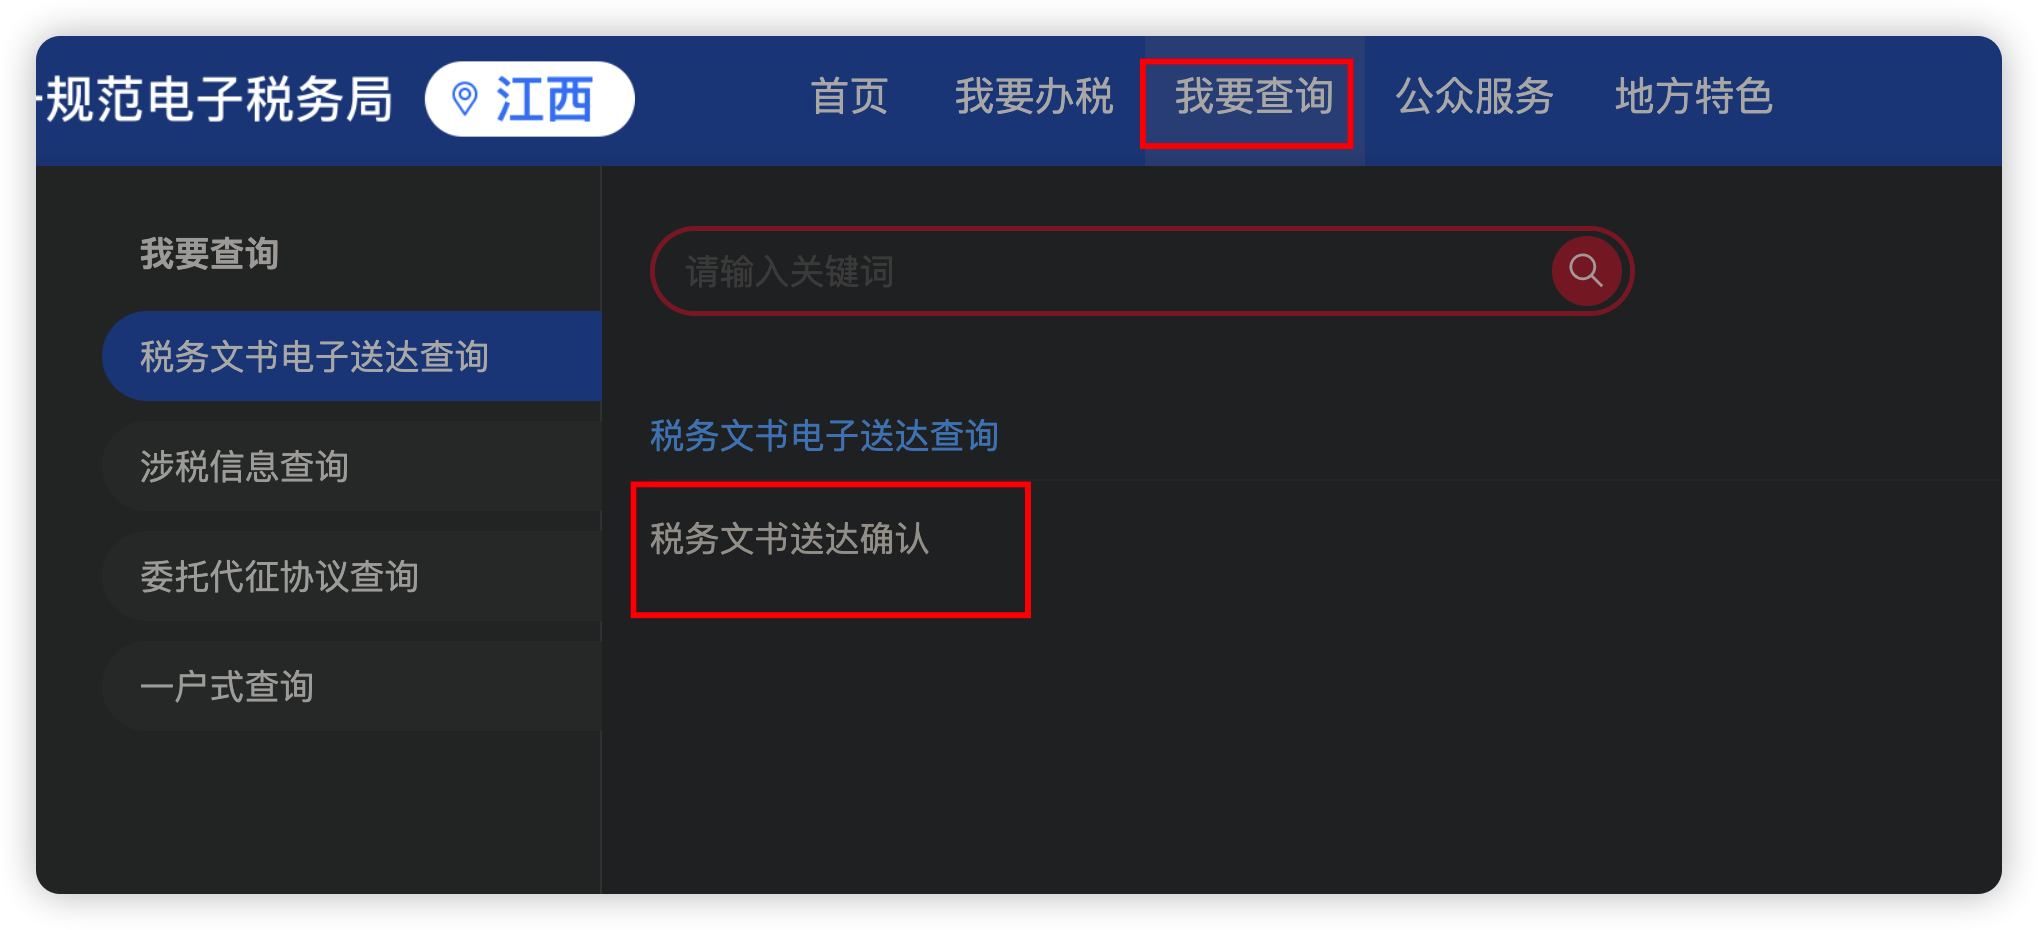 规范电子税务局 江西 首页 我要办税 我要查询 公众服务 地方特色
我要查询
税务文书电子送达查询
涉税信息查询
委托代征协议查询
一户式查询
请输入关键词
税务文书电子送达查询
税务文书送达确认